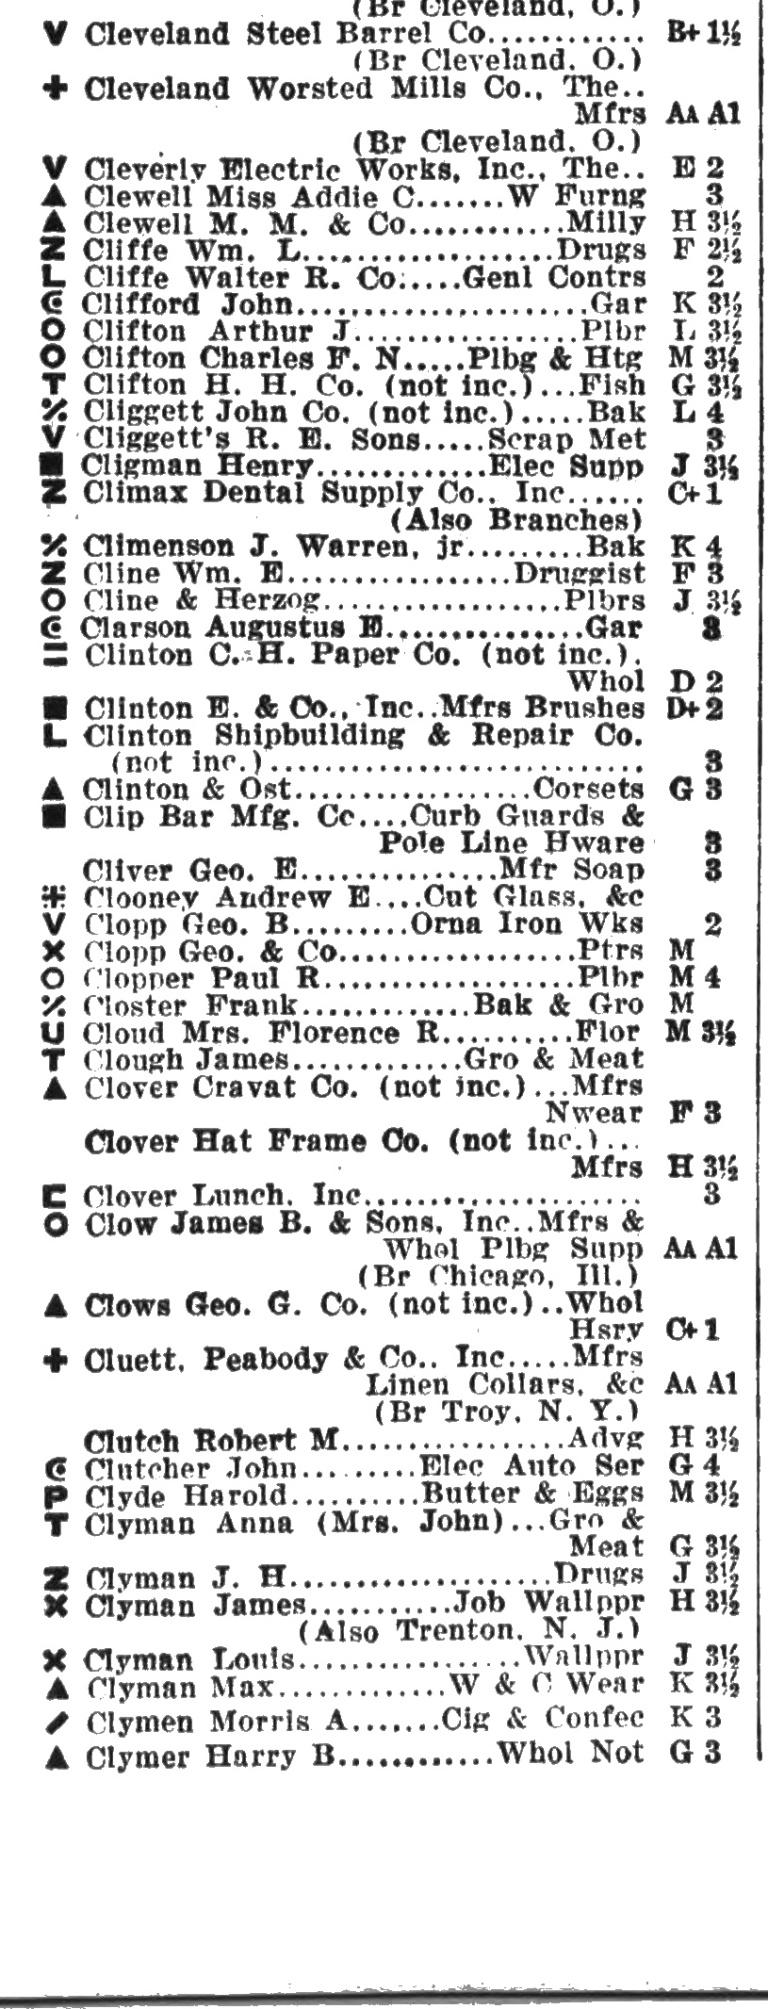 (Br Cleveland, O.)
V Cleveland Steel Barrel Co............ B+ 1½
(Br Cleveland, O.)
✚ Cleveland Worsted Mills Co., The..
Mfrs AA A1
(Br Cleveland, O.)
V Cleverly Electric Works, Inc., The.. E 2
▲ Clewell Miss Addie C.......W Furng 3
▲ Clewell M. M. & Co............Milly H 3½
Z Cliffe Wm. L....................Drugs F 2½
L Cliffe Walter R. Co.....Genl Contrs 2
Clifford John.......................Gar K 3½
O Clifton Arthur J.................Plbr L 3½
O Clifton Charles F. N.....Plbg & Htg M 3½
T Clifton H. H. Co. (not inc.)...Fish G 3½
⁒ Cliggett John Co. (not inc.).....Bak L 4
V Cliggett's R. E. Sons.....Scrap Met 3
■ Cligman Henry.............Elec Supp J 3½
Z Climax Dental Supply Co., Inc...... C+ 1
(Also Branches)
⁒ Climenson J. Warren, jr.........Bak K 4
Z Cline Wm. E.................Druggist F 3
O Cline & Herzog..................Plbrs J 3½
Clarson Augustus E...............Gar 3
= Clinton C. H. Paper Co. (not inc.).
Whol D 2
■ Clinton E. & Co., Inc..Mfrs Brushes D+ 2
L Clinton Shipbuilding & Repair Co.
(not inc.)............................. 3
▲ Clinton & Ost..................Corsets G 3
■ Clip Bar Mfg. Co....Curb Guards &
Pole Line Hware 3
Cliver Geo. E...............Mfr Soap 3
Clooney Andrew E....Cut Glass, &c
V Clopp Geo. B.........Orna Iron Wks 2
✕ Clopp Geo. & Co..................Ptrs M
O Clopper Paul R..................Plbr M 4
⁒ Closter Frank.............Bak & Gro M
U Cloud Mrs. Florence R..........Flor M 3½
T Clough James.............Gro & Meat
▲ Clover Cravat Co. (not inc.)...Mfrs
Nwear F 3
Clover Hat Frame Co. (not inc.)...
Mfrs H 3½
⊏ Clover Lunch, Inc..................... 3
O Clow James B. & Sons, Inc..Mfrs &
Whol Plbg Supp AA A1
(Br Chicago, Ill.)
▲ Clows Geo. G. Co. (not inc.)..Whol
Hsry C+ 1
✚ Cluett, Peabody & Co., Inc.....Mfrs
Linen Collars, &c AA A1
(Br Troy, N. Y.)
Clutch Robert M.................Advg H 3½
Clutcher John.........Elec Auto Ser G 4
P Clyde Harold..........Butter & Eggs M 3½
T Clyman Anna (Mrs. John)...Gro &
Meat G 3½
Z Clyman J. H.....................Drugs J 3½
✕ Clyman James...........Job Wallppr H 3½
(Also Trenton, N. J.)
✕ Clyman Louis.................Wallppr J 3½
▲ Clyman Max.............W & C Wear K 3½
/ Clymen Morris A.......Cig & Confec K 3
▲ Clymer Harry B.............Whol Not G 3